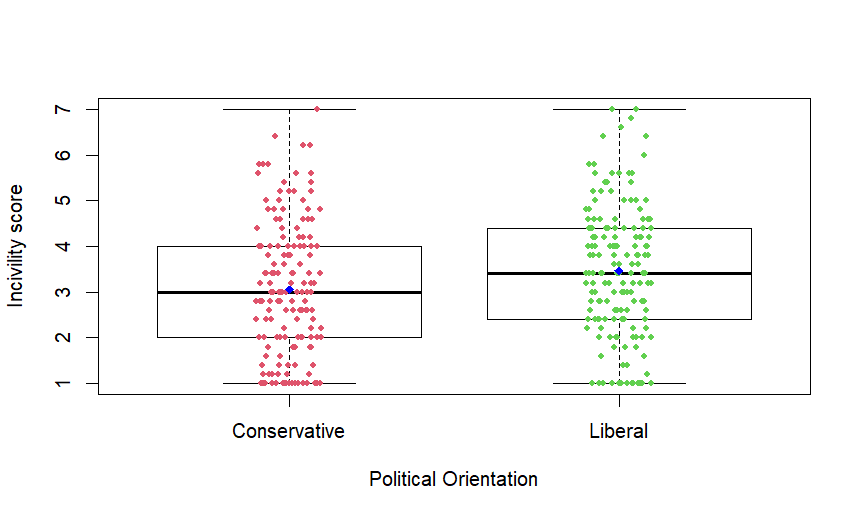 Incivility score
7
6
5
4
3
2
1
Conservative Liberal
Political Orientation